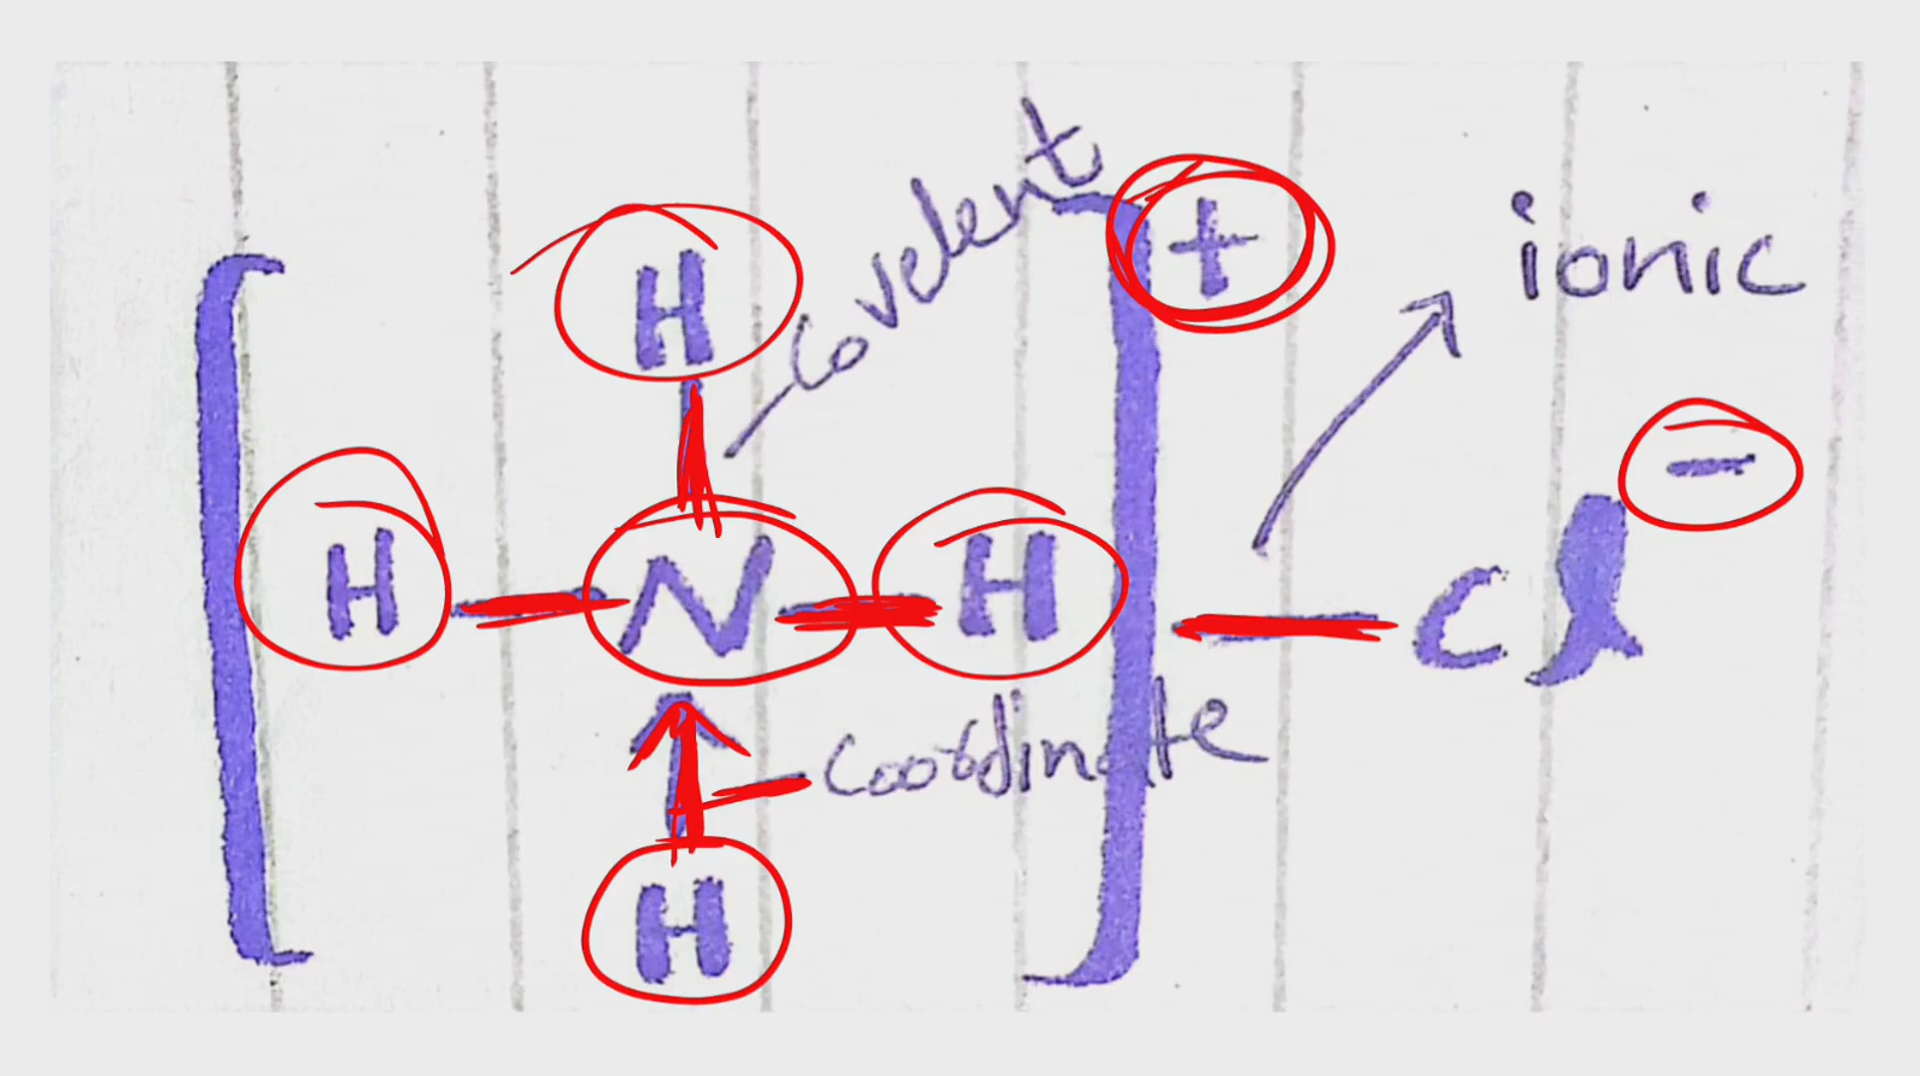 covelent
+
ionic
H
-
H N H Cl
coordinate
H